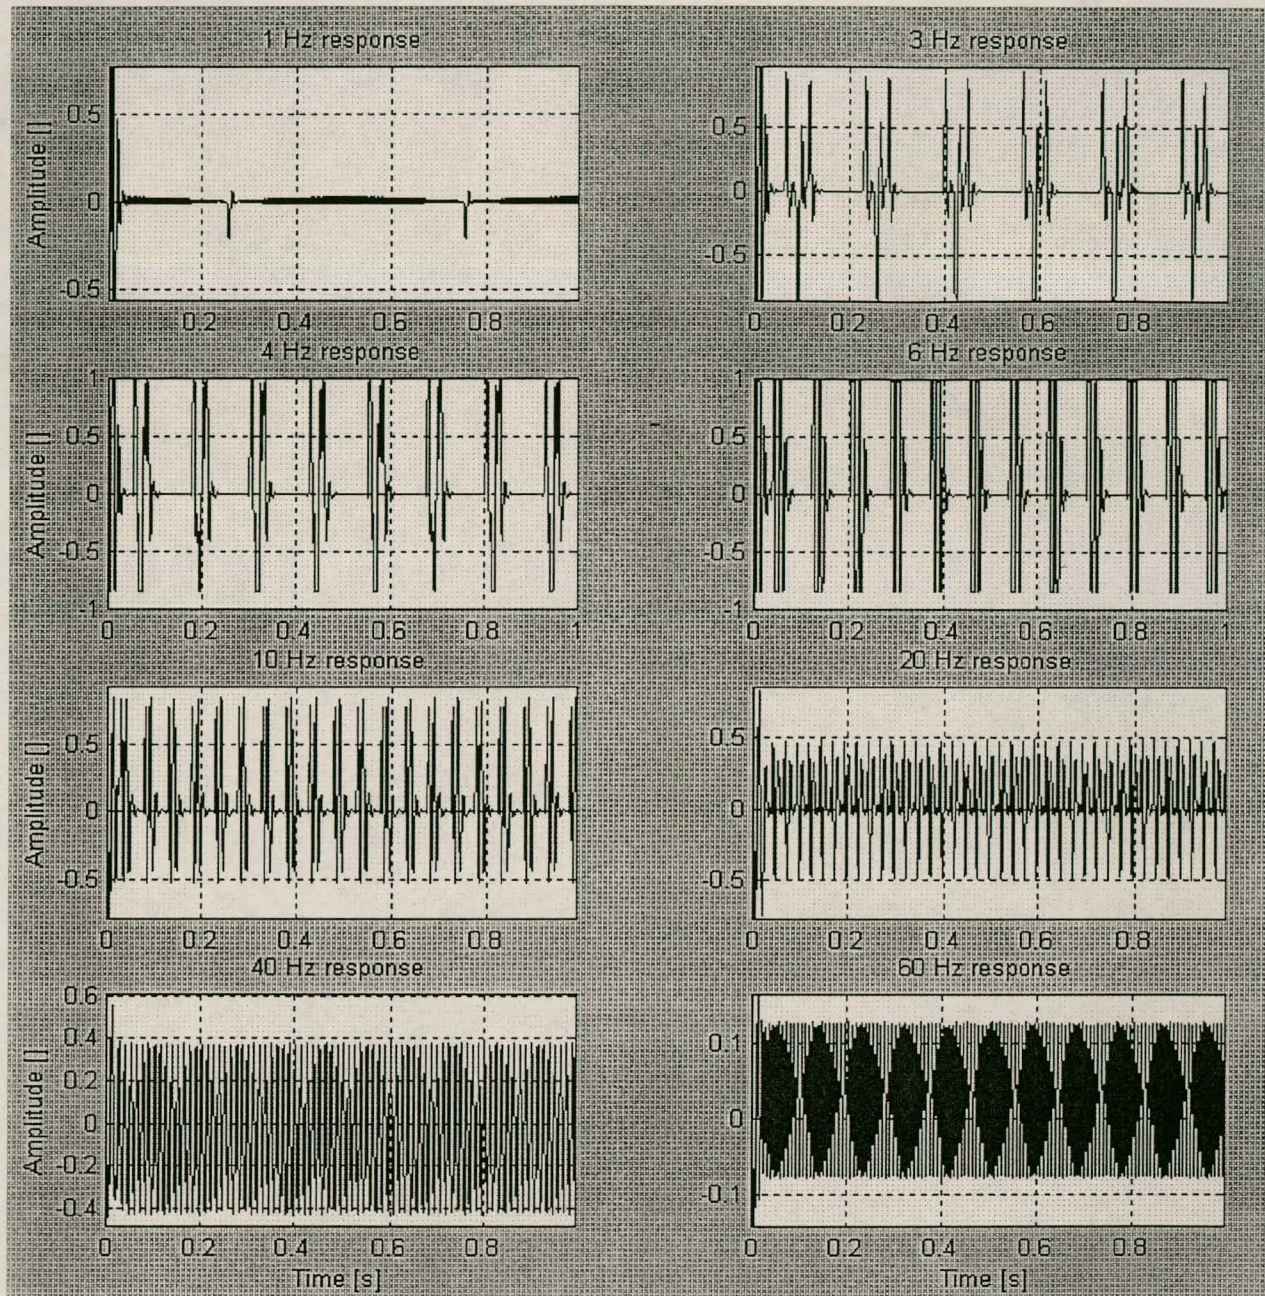 1 Hz response
3 Hz response
Amplitude []
0.5
0
-0.5
0.2 0.4 0.6 0.8
0.5
0
-0.5
0 0.2 0.4 0.6 0.8
4 Hz response
6 Hz response
Amplitude []
1
0.5
0
-0.5
-1
0 0.2 0.4 0.6 0.8 1
1
0.5
0
-0.5
-1
0 0.2 0.4 0.6 0.8 1
10 Hz response
20 Hz response
Amplitude []
0.5
0
-0.5
0 0.2 0.4 0.6 0.8
0.5
0
-0.5
0 0.2 0.4 0.6 0.8
40 Hz response
60 Hz response
Amplitude []
0.6
0.4
0.2
0
-0.2
-0.4
0 0.2 0.4 0.6 0.8
Time [s]
0.1
0
-0.1
0 0.2 0.4 0.6 0.8
Time [s]